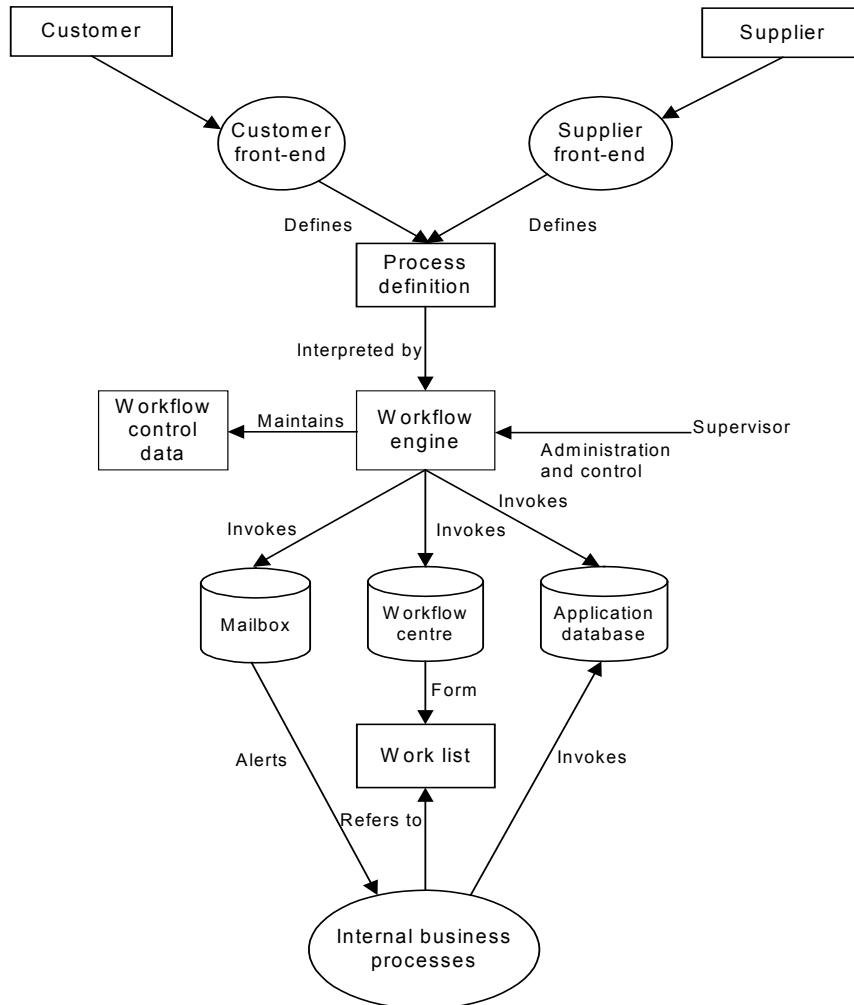 Customer
Supplier
Customer
front-end
Supplier
front-end
Defines
Defines
Process
definition
Interpreted by
Workflow
control
data
Maintains
Workflow
engine
Supervisor
Administration
and control
Invokes
Invokes
Invokes
Mailbox
Workflow
centre
Application
database
Form
Work list
Alerts
Invokes
Refers to
Internal business
processes